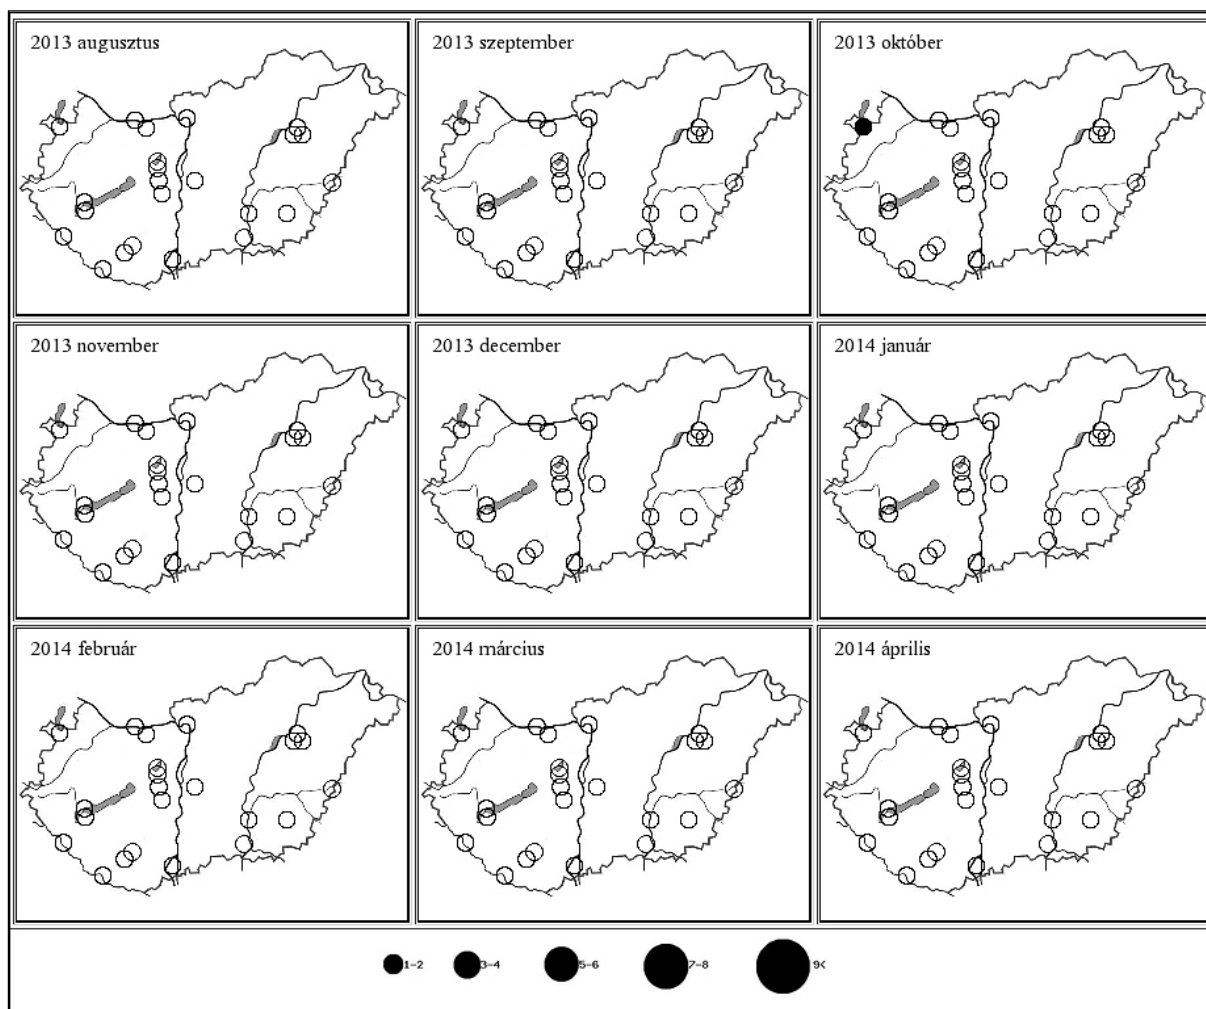 2013 augusztus
2013 szeptember
2013 október
2013 november
2013 december
2014 január
2014 február
2014 március
2014 április
1-2 3-4 5-6 7-8 9<